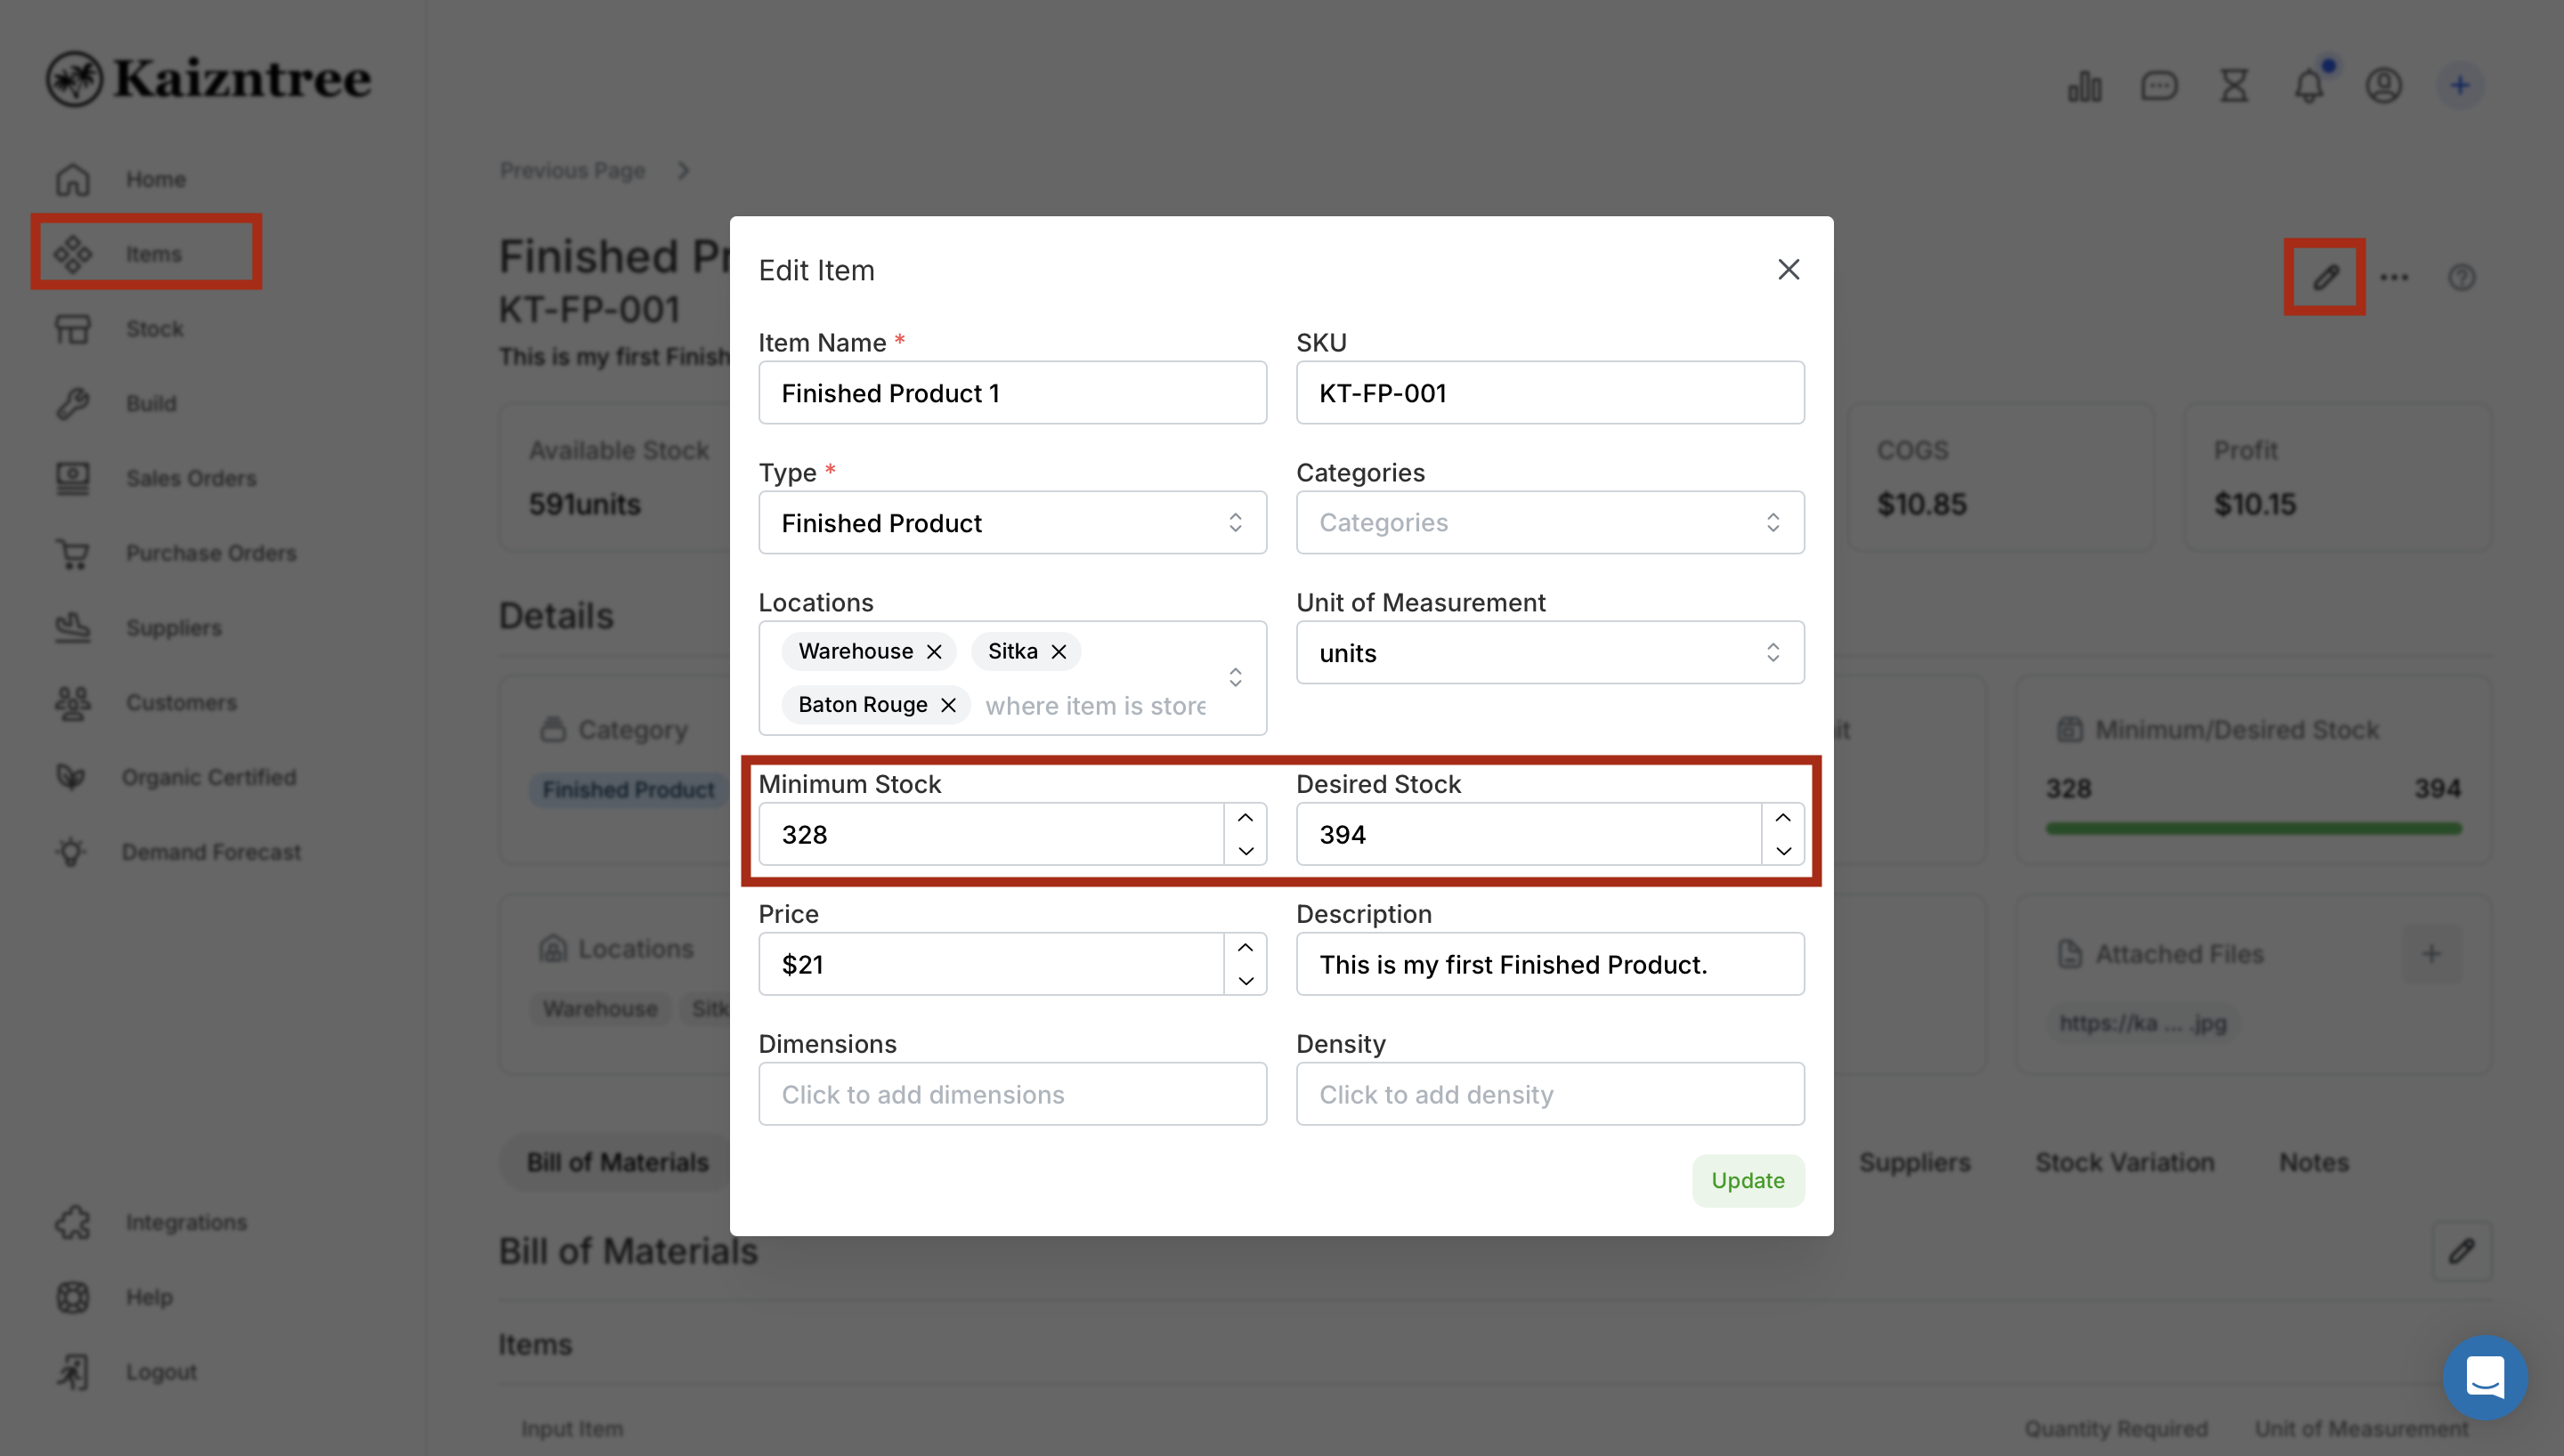 Kaizntree
Home
Items
Stock
Build
Sales Orders
Purchase Orders
Suppliers
Customers
Organic Certified
Demand Forecast
Integrations
Help
Logout
Previous Page
Finished Pr
KT-FP-001
This is my first Finish
Available Stock
591units
COGS
$10.85
Profit
$10.15
Details
Category
Finished Product
it
Minimum/Desired Stock
328 394
Locations
Warehouse Sitk
Attached Files
https://ka ... .jpg
Bill of Materials Suppliers Stock Variation Notes
Bill of Materials
Items
Input Item Quantity Required Unit of Measurement
Edit Item
Item Name * SKU
Finished Product 1 KT-FP-001
Type * Categories
Finished Product Categories
Locations Unit of Measurement
Warehouse Sitka units
Baton Rouge where item is store
Minimum Stock Desired Stock
328 394
Price Description
$21 This is my first Finished Product.
Dimensions Density
Click to add dimensions Click to add density
Update